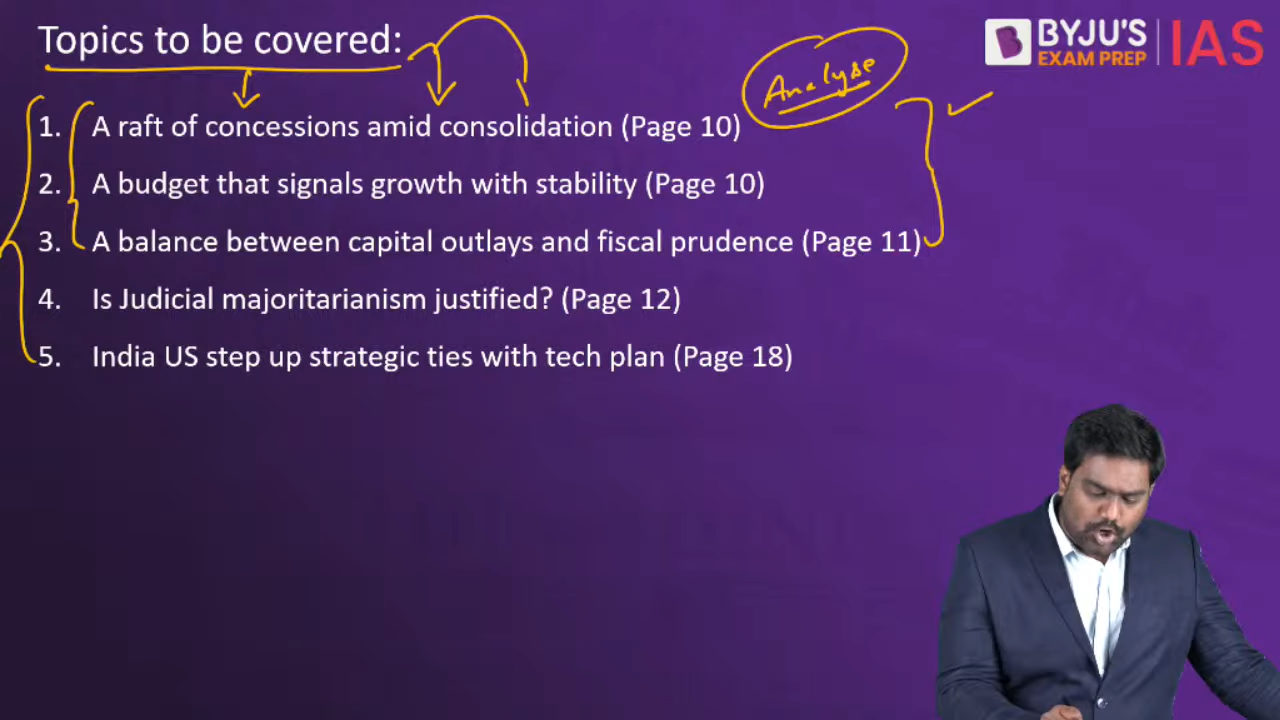 Topics to be covered:
BYJU'S
EXAM PREP
IAS
Analyse
1. A raft of concessions amid consolidation (Page 10)
2. A budget that signals growth with stability (Page 10)
3. A balance between capital outlays and fiscal prudence (Page 11)
4. Is Judicial majoritarianism justified? (Page 12)
5. India US step up strategic ties with tech plan (Page 18)